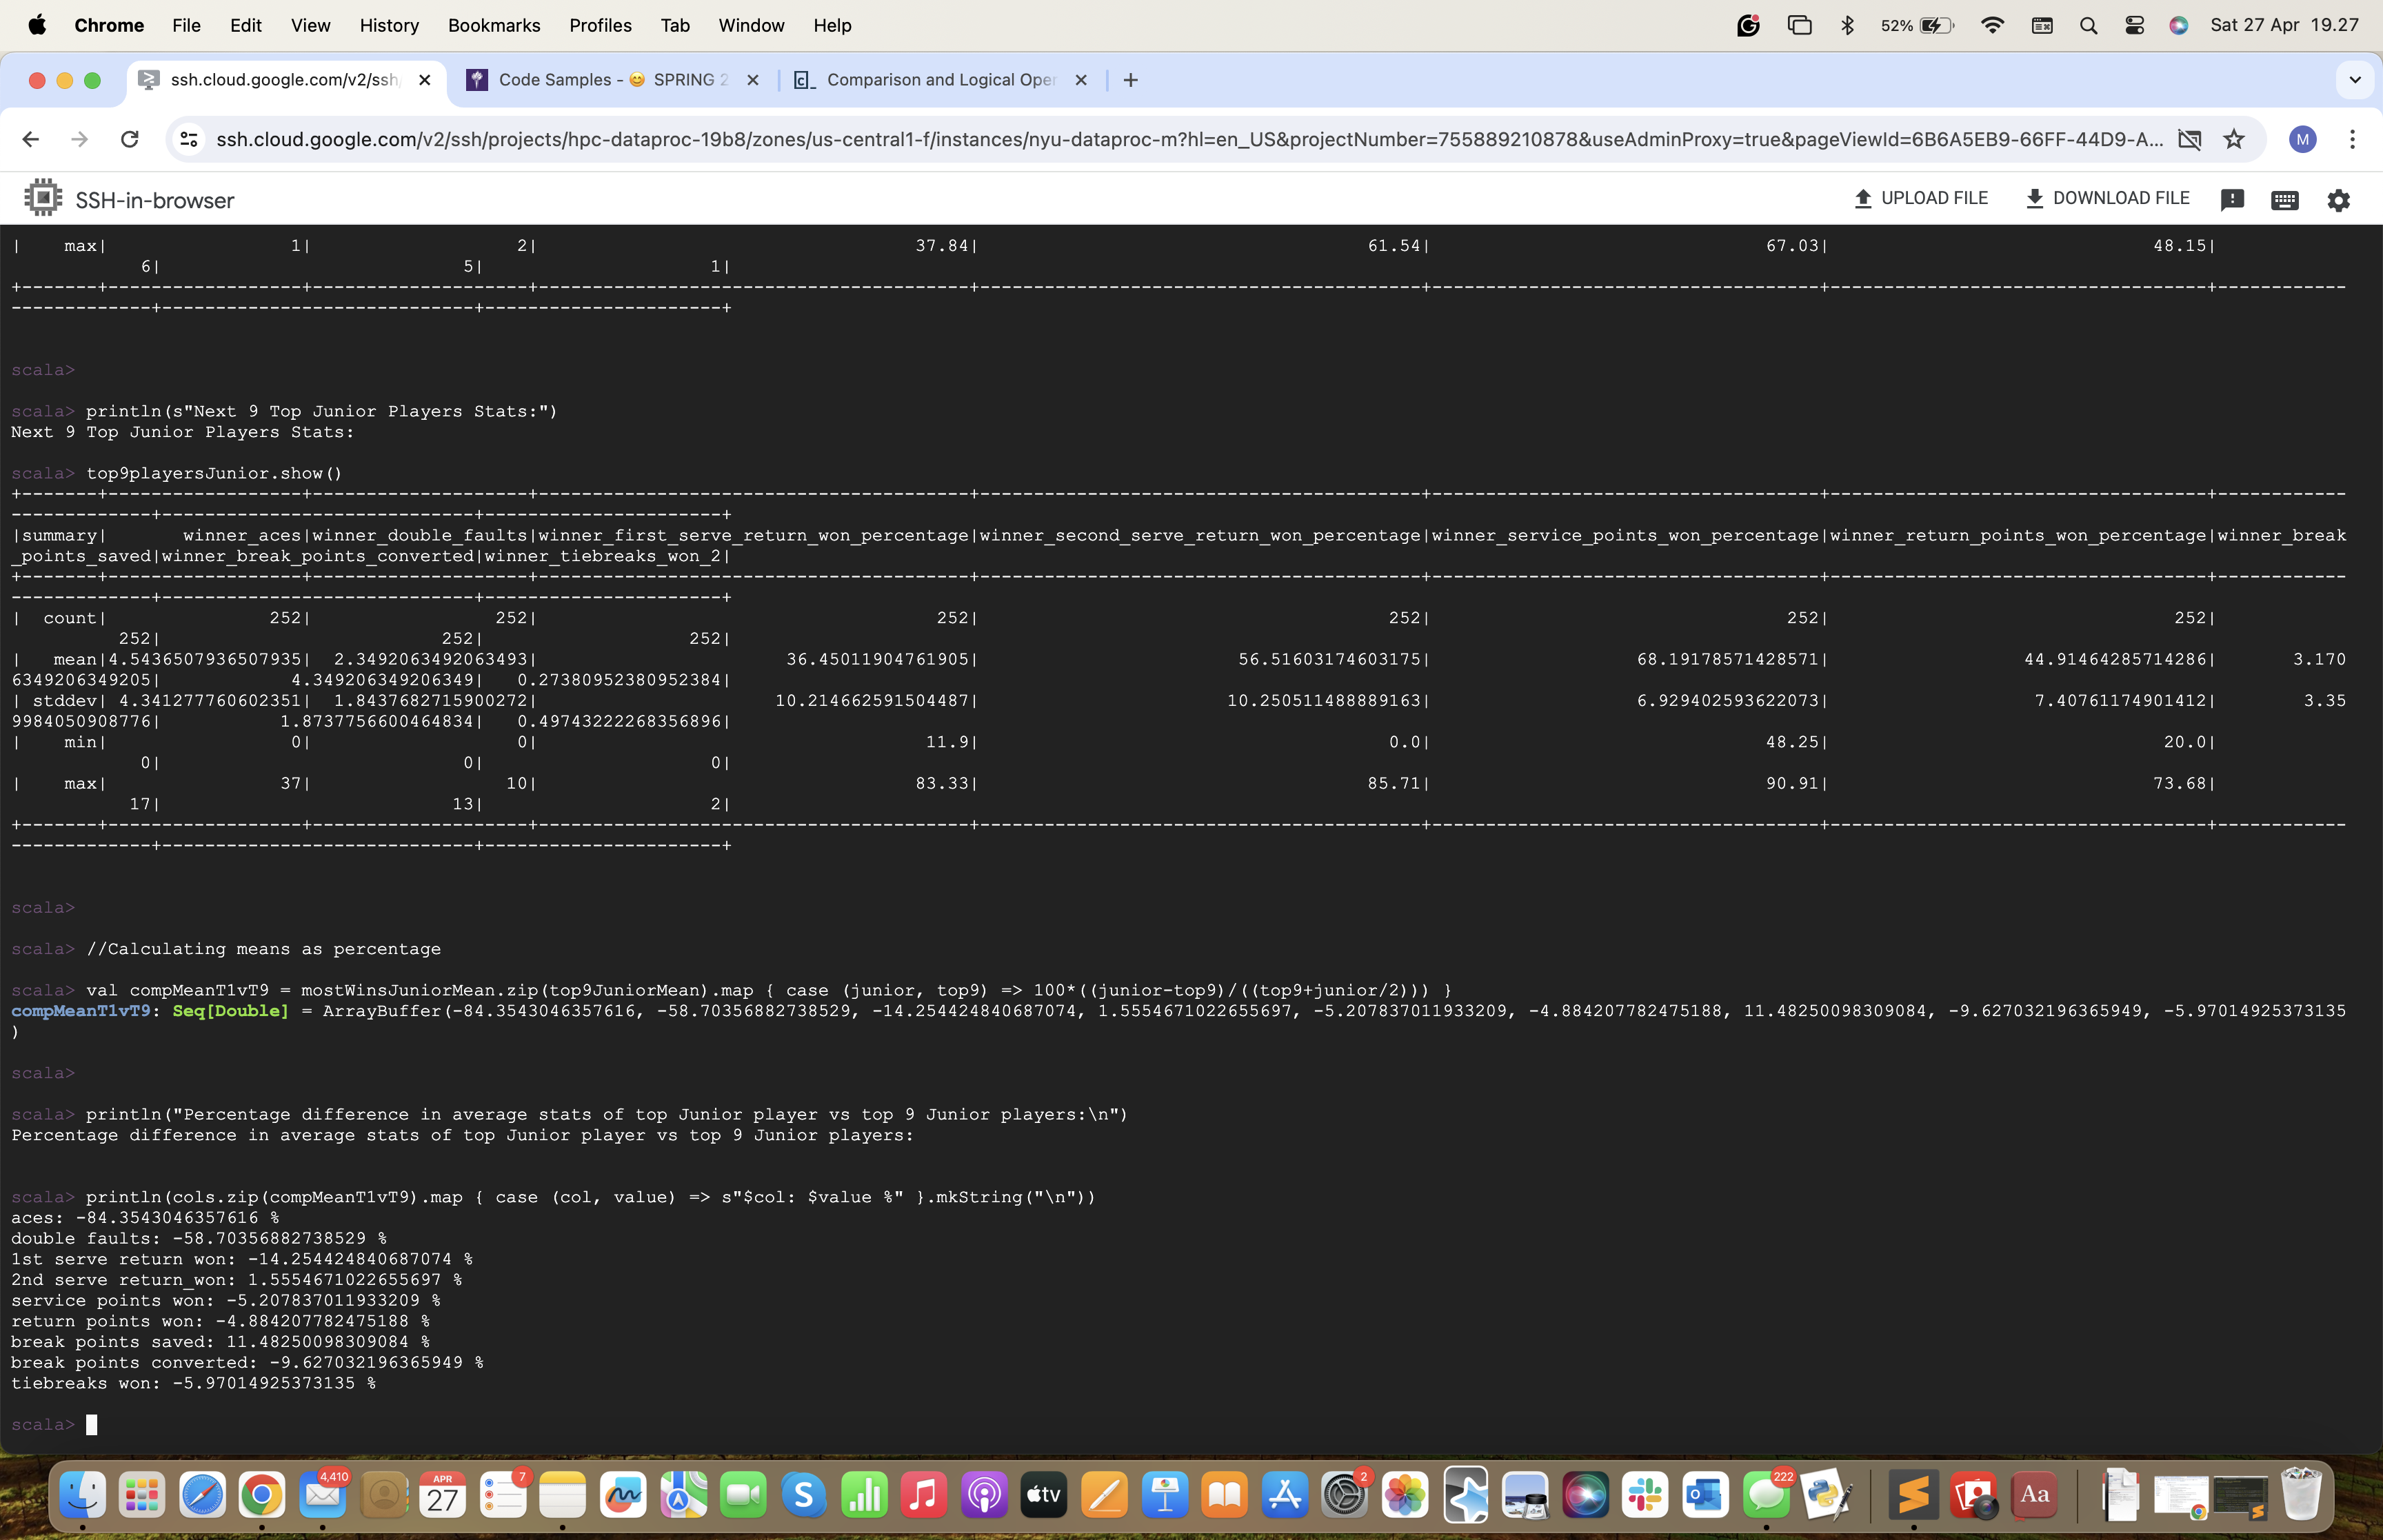 Chrome File Edit View History Bookmarks Profiles Tab Window Help 52% Sat 27 Apr 19.27
ssh.cloud.google.com/v2/ssh/ Code Samples - 😊 SPRING 2 Comparison and Logical Oper
ssh.cloud.google.com/v2/ssh/projects/hpc-dataproc-19b8/zones/us-central1-f/instances/nyu-dataproc-m?hl=en_US&projectNumber=755889210878&useAdminProxy=true&pageViewId=6B6A5EB9-66FF-44D9-A... M
SSH-in-browser UPLOAD FILE DOWNLOAD FILE
| max| 1| 2| 37.84| 61.54| 67.03| 48.15|
6| 5| 1|
+-------+------------------+--------------------+----------------------------------------+-----------------------------------------+------------------------------------+-----------------------------------+------------
-------------+-----------------------------+----------------------+
scala>
scala> println(s"Next 9 Top Junior Players Stats:")
Next 9 Top Junior Players Stats:
scala> top9playersJunior.show()
+-------+------------------+--------------------+----------------------------------------+-----------------------------------------+------------------------------------+-----------------------------------+------------
-------------+-----------------------------+----------------------+
|summary| winner_aces|winner_double_faults|winner_first_serve_return_won_percentage|winner_second_serve_return_won_percentage|winner_service_points_won_percentage|winner_return_points_won_percentage|winner_break
_points_saved|winner_break_points_converted|winner_tiebreaks_won_2|
+-------+------------------+--------------------+----------------------------------------+-----------------------------------------+------------------------------------+-----------------------------------+------------
-------------+-----------------------------+----------------------+
| count| 252| 252| 252| 252| 252| 252|
252| 252| 252|
| mean|4.5436507936507935| 2.3492063492063493| 36.45011904761905| 56.51603174603175| 68.19178571428571| 44.91464285714286| 3.170
6349206349205| 4.349206349206349| 0.27380952380952384|
| stddev| 4.341277760602351| 1.8437682715900272| 10.214662591504487| 10.250511488889163| 6.929402593622073| 7.40761174901412| 3.35
9984050908776| 1.8737756600464834| 0.49743222268356896|
| min| 0| 0| 11.9| 0.0| 48.25| 20.0|
0| 0| 0|
| max| 37| 10| 83.33| 85.71| 90.91| 73.68|
17| 13| 2|
+-------+------------------+--------------------+----------------------------------------+-----------------------------------------+------------------------------------+-----------------------------------+------------
-------------+-----------------------------+----------------------+
scala>
scala> //Calculating means as percentage
scala> val compMeanT1vT9 = mostWinsJuniorMean.zip(top9JuniorMean).map { case (junior, top9) => 100*((junior-top9)/((top9+junior/2))) }
compMeanT1vT9: Seq[Double] = ArrayBuffer(-84.3543046357616, -58.70356882738529, -14.254424840687074, 1.5554671022655697, -5.207837011933209, -4.884207782475188, 11.48250098309084, -9.627032196365949, -5.97014925373135
)
scala>
scala> println("Percentage difference in average stats of top Junior player vs top 9 Junior players:\n")
Percentage difference in average stats of top Junior player vs top 9 Junior players:
scala> println(cols.zip(compMeanT1vT9).map { case (col, value) => s"$col: $value %" }.mkString("\n"))
aces: -84.3543046357616 %
double faults: -58.70356882738529 %
1st serve return won: -14.254424840687074 %
2nd serve return_won: 1.5554671022655697 %
service points won: -5.207837011933209 %
return points won: -4.884207782475188 %
break points saved: 11.48250098309084 %
break points converted: -9.627032196365949 %
tiebreaks won: -5.97014925373135 %
scala>
4,410 APR 27 7 tv 2 222 Aa